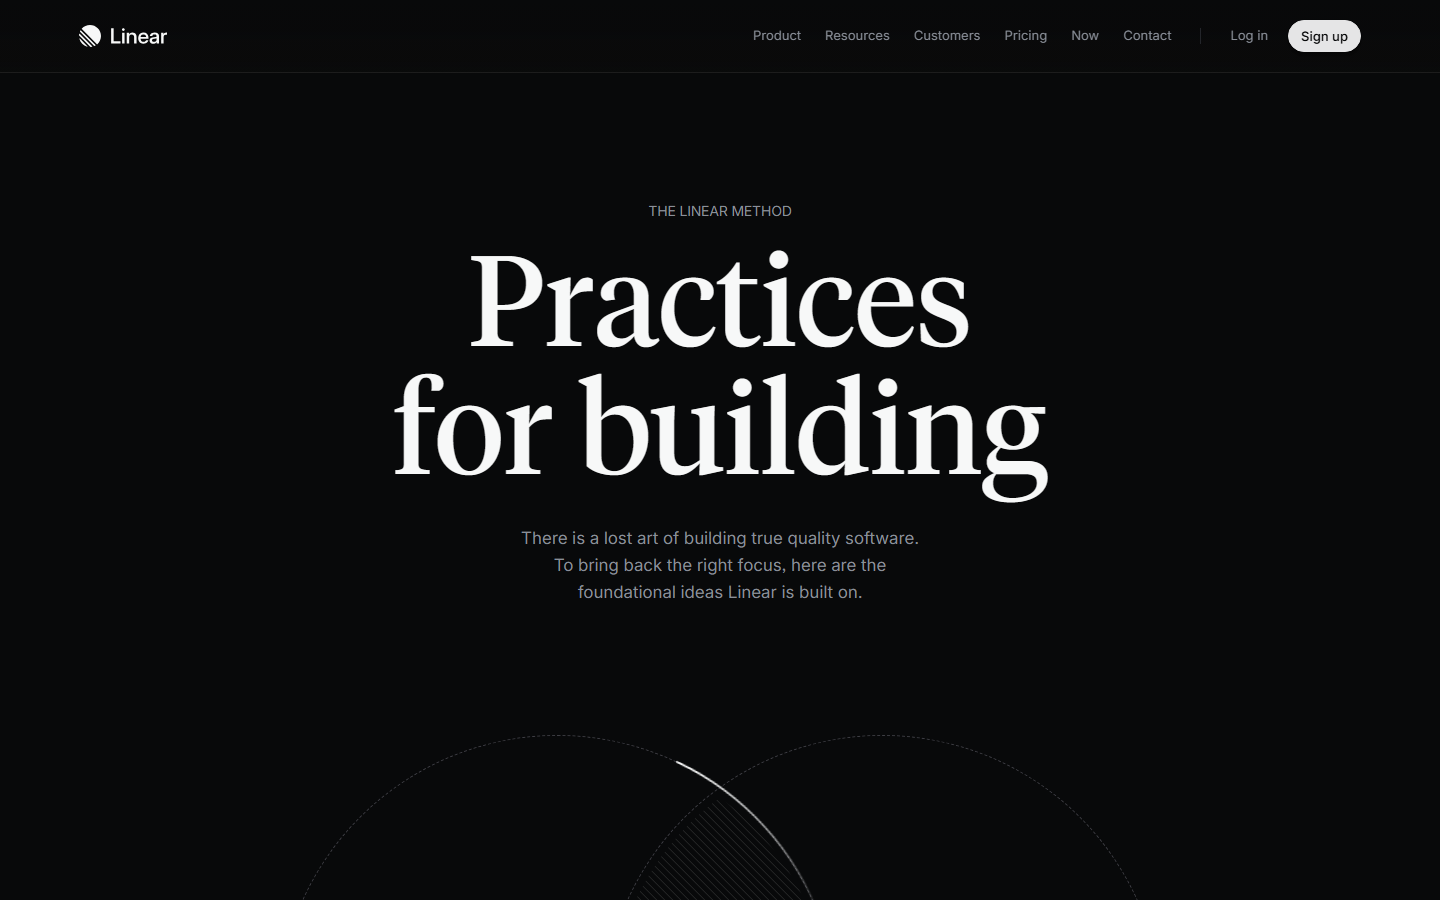 Linear
Product Resources Customers Pricing Now Contact Log in Sign up
THE LINEAR METHOD
Practices
for building
There is a lost art of building true quality software.
To bring back the right focus, here are the
foundational ideas Linear is built on.